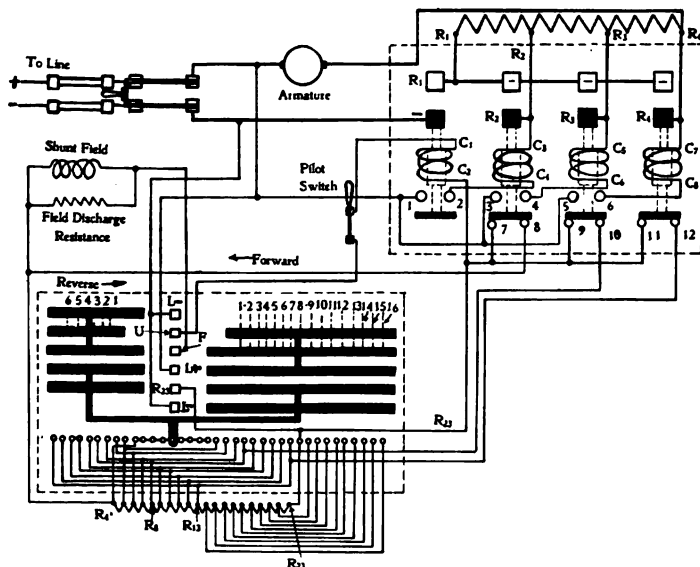 R₁ R₂ R₃ R₄
To Line
+
−
Armature
R₁ − − −
− R₂ R₃ R₄
Shunt Field
Field Discharge
Resistance
Pilot
Switch
C₁ C₃ C₅ C₇
C₂ C₄ C₆ C₈
1 2 3 4 5 6
7 8 9 10 11 12
Forward
Reverse
6 5 4 3 2 1
L−
1-2-3 4 5 6 7 8 -9 10 11 12 13 14 15 16
U F
L+
R₂₃
L−
R₂₃
R₄ R₈ R₁₃
R₂₃